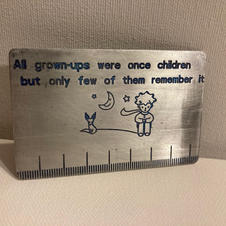 All grown-ups were once children
but only few of them remember it